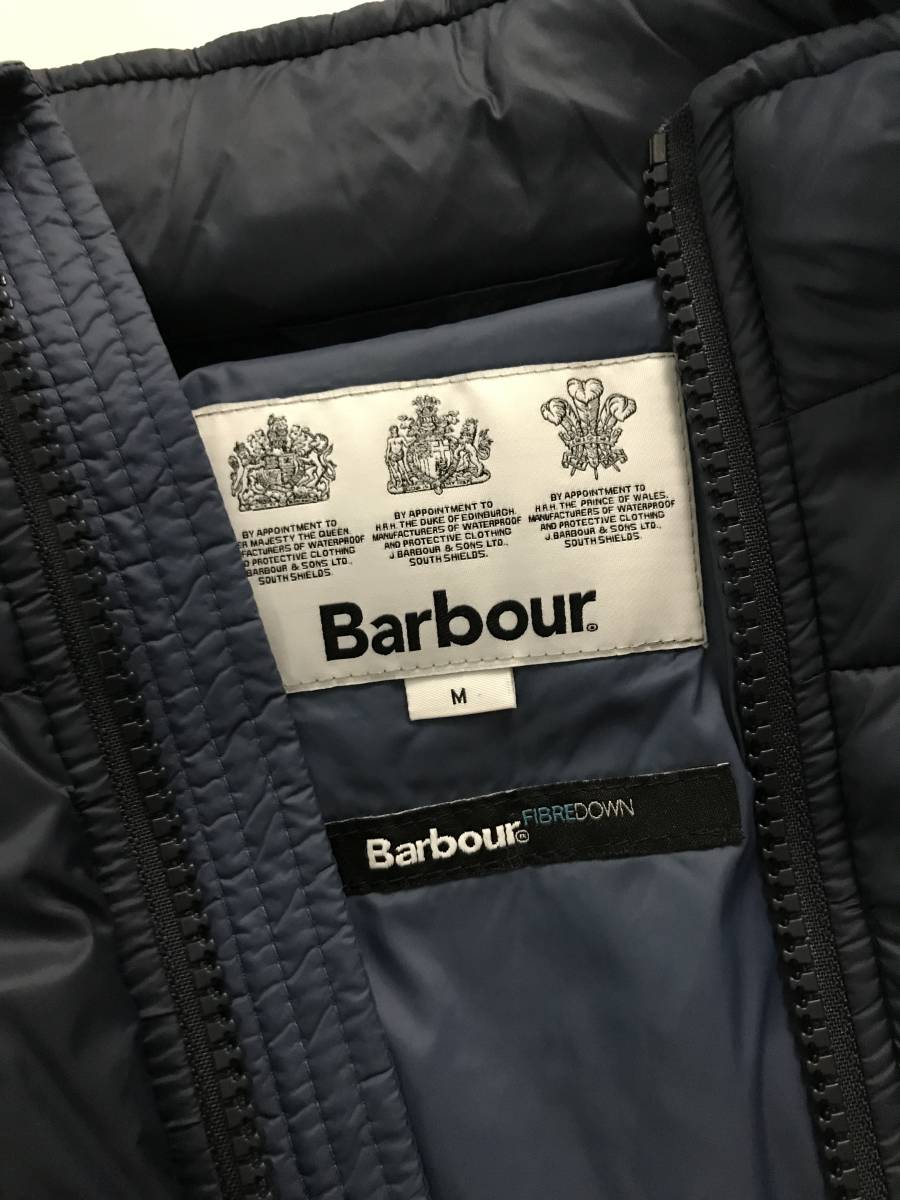 BY APPOINTMENT TO
ER MAJESTY THE QUEEN
MANUFACTURERS OF WATERPROOF
AND PROTECTIVE CLOTHING
BARBOUR & SONS LTD.,
SOUTH SHIELDS.
BY APPOINTMENT TO
H.R.H. THE DUKE OF EDINBURGH.
MANUFACTURERS OF WATERPROOF
AND PROTECTIVE CLOTHING
J. BARBOUR & SONS LTD.,
SOUTH SHIELDS.
BY APPOINTMENT TO
H.R.H. THE PRINCE OF WALES.
MANUFACTURERS OF WATERPROOF
AND PROTECTIVE CLOTHING
J. BARBOUR & SONS LTD.,
SOUTH SHIELDS.
Barbour®
M
Barbour® FIBREDOWN